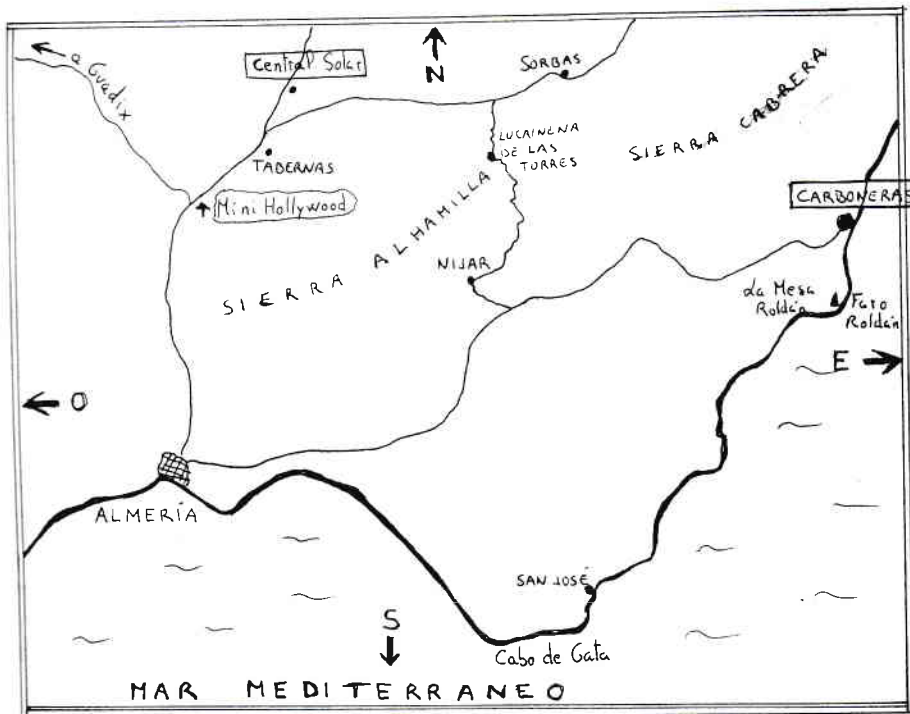 a Guadix
Central P. Solar
N
SORBAS
SIERRA CABRERA
LUCAINENA
DE LAS
TORRES
TABERNAS
Mini Hollywood
CARBONERAS
SIERRA ALHAMILLA
NIJAR
La Mesa
Roldán
Faro
Roldán
E
O
ALMERÍA
SAN JOSÉ
S
Cabo de Gata
MAR MEDITERRANEO